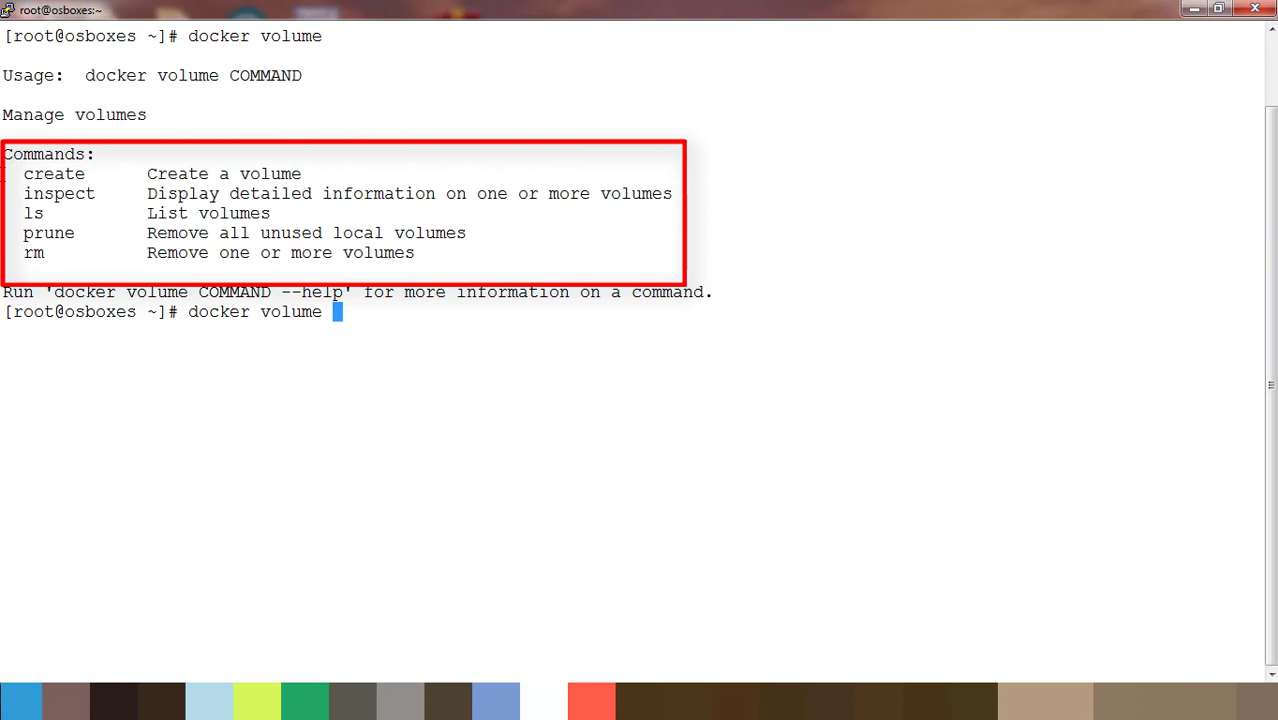 root@osboxes:~
[root@osboxes ~]# docker volume
Usage:  docker volume COMMAND
Manage volumes
Commands:
create      Create a volume
inspect     Display detailed information on one or more volumes
ls          List volumes
prune       Remove all unused local volumes
rm          Remove one or more volumes
Run 'docker volume COMMAND --help' for more information on a command.
[root@osboxes ~]# docker volume